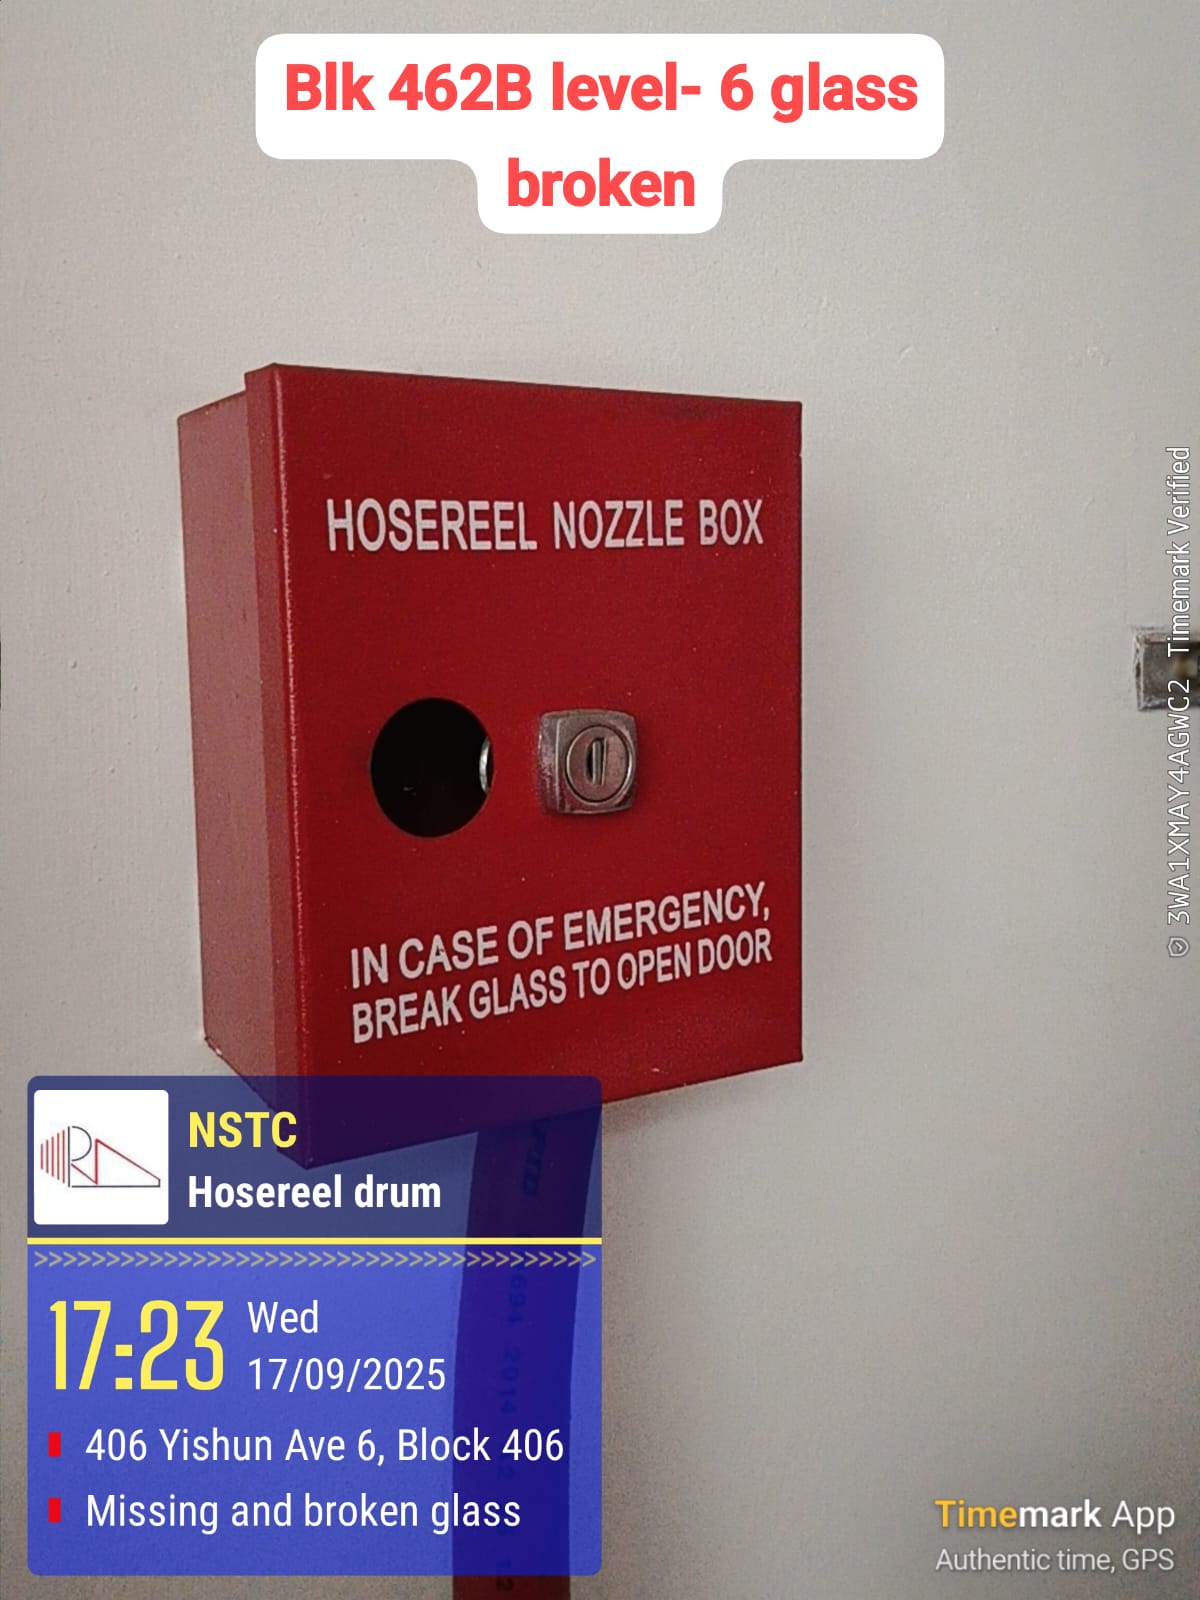 Blk 462B level- 6 glass
broken
HOSEREEL NOZZLE BOX
IN CASE OF EMERGENCY,
BREAK GLASS TO OPEN DOOR
NSTC
Hosereel drum
>>>>>>>>>>>>>>>>>>>>>>>>>>>>>>>>>>>>>>>
17:23
Wed
17/09/2025
406 Yishun Ave 6, Block 406
Missing and broken glass
3WA1XMAY4AGWC2 Timemark Verified
Timemark App
Authentic time, GPS